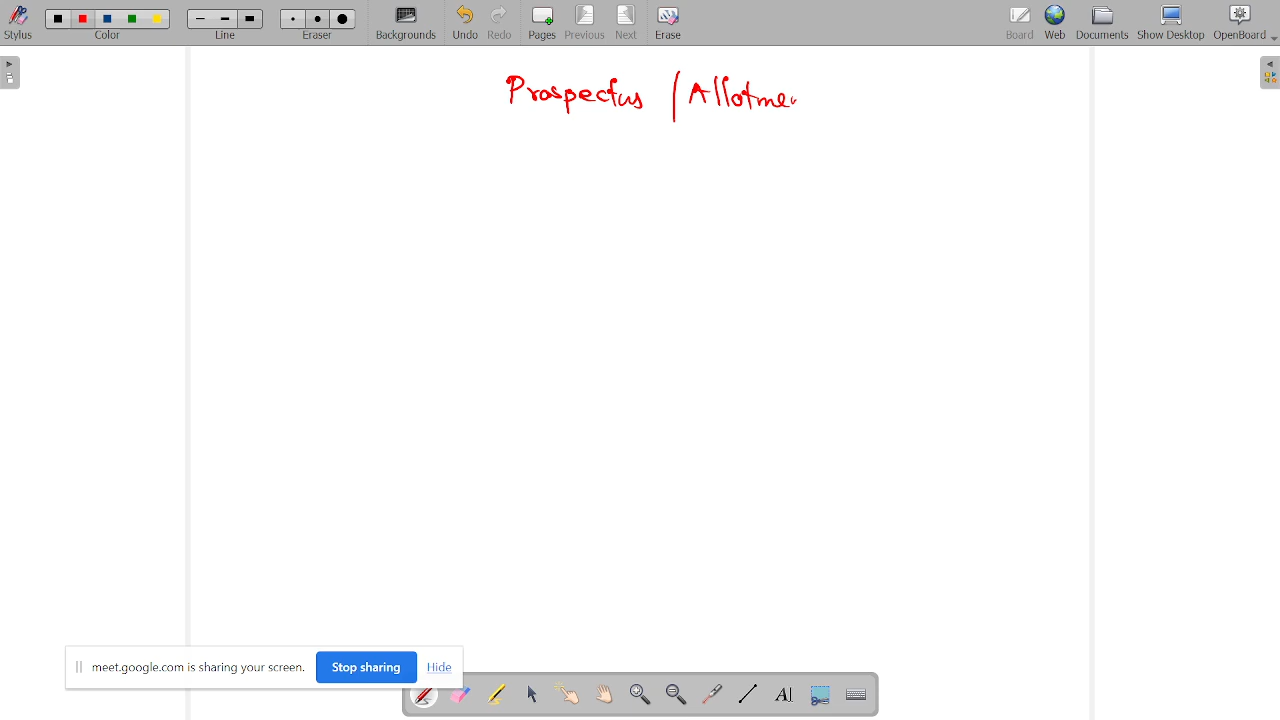 Stylus Color Line Eraser Backgrounds Undo Redo Pages Previous Next Erase Board Web Documents Show Desktop OpenBoard
Prospectus / Allotme
meet.google.com is sharing your screen. Stop sharing Hide